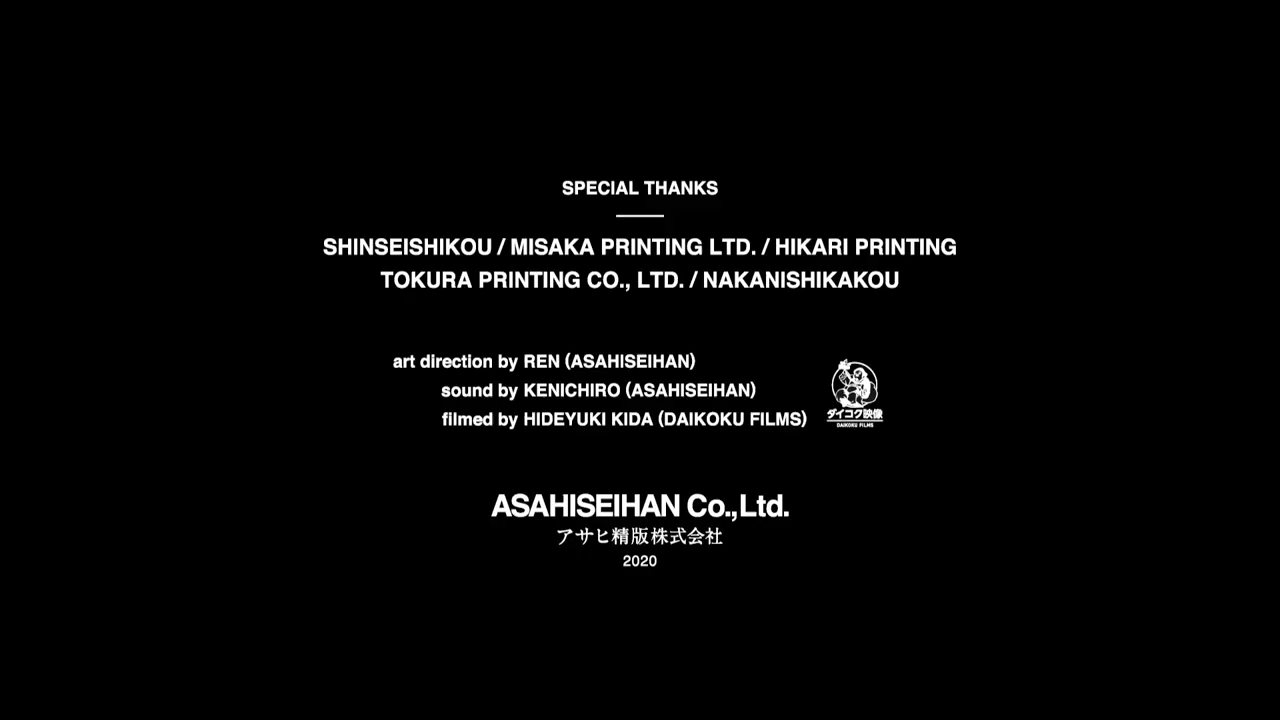 SPECIAL THANKS
SHINSEISHIKOU / MISAKA PRINTING LTD. / HIKARI PRINTING
TOKURA PRINTING CO., LTD. / NAKANISHIKAKOU
art direction by REN (ASAHISEIHAN)
sound by KENICHIRO (ASAHISEIHAN)
filmed by HIDEYUKI KIDA (DAIKOKU FILMS)
ダイコク映像
DAIKOKU FILMS
ASAHISEIHAN Co.,Ltd.
アサヒ精版株式会社
2020